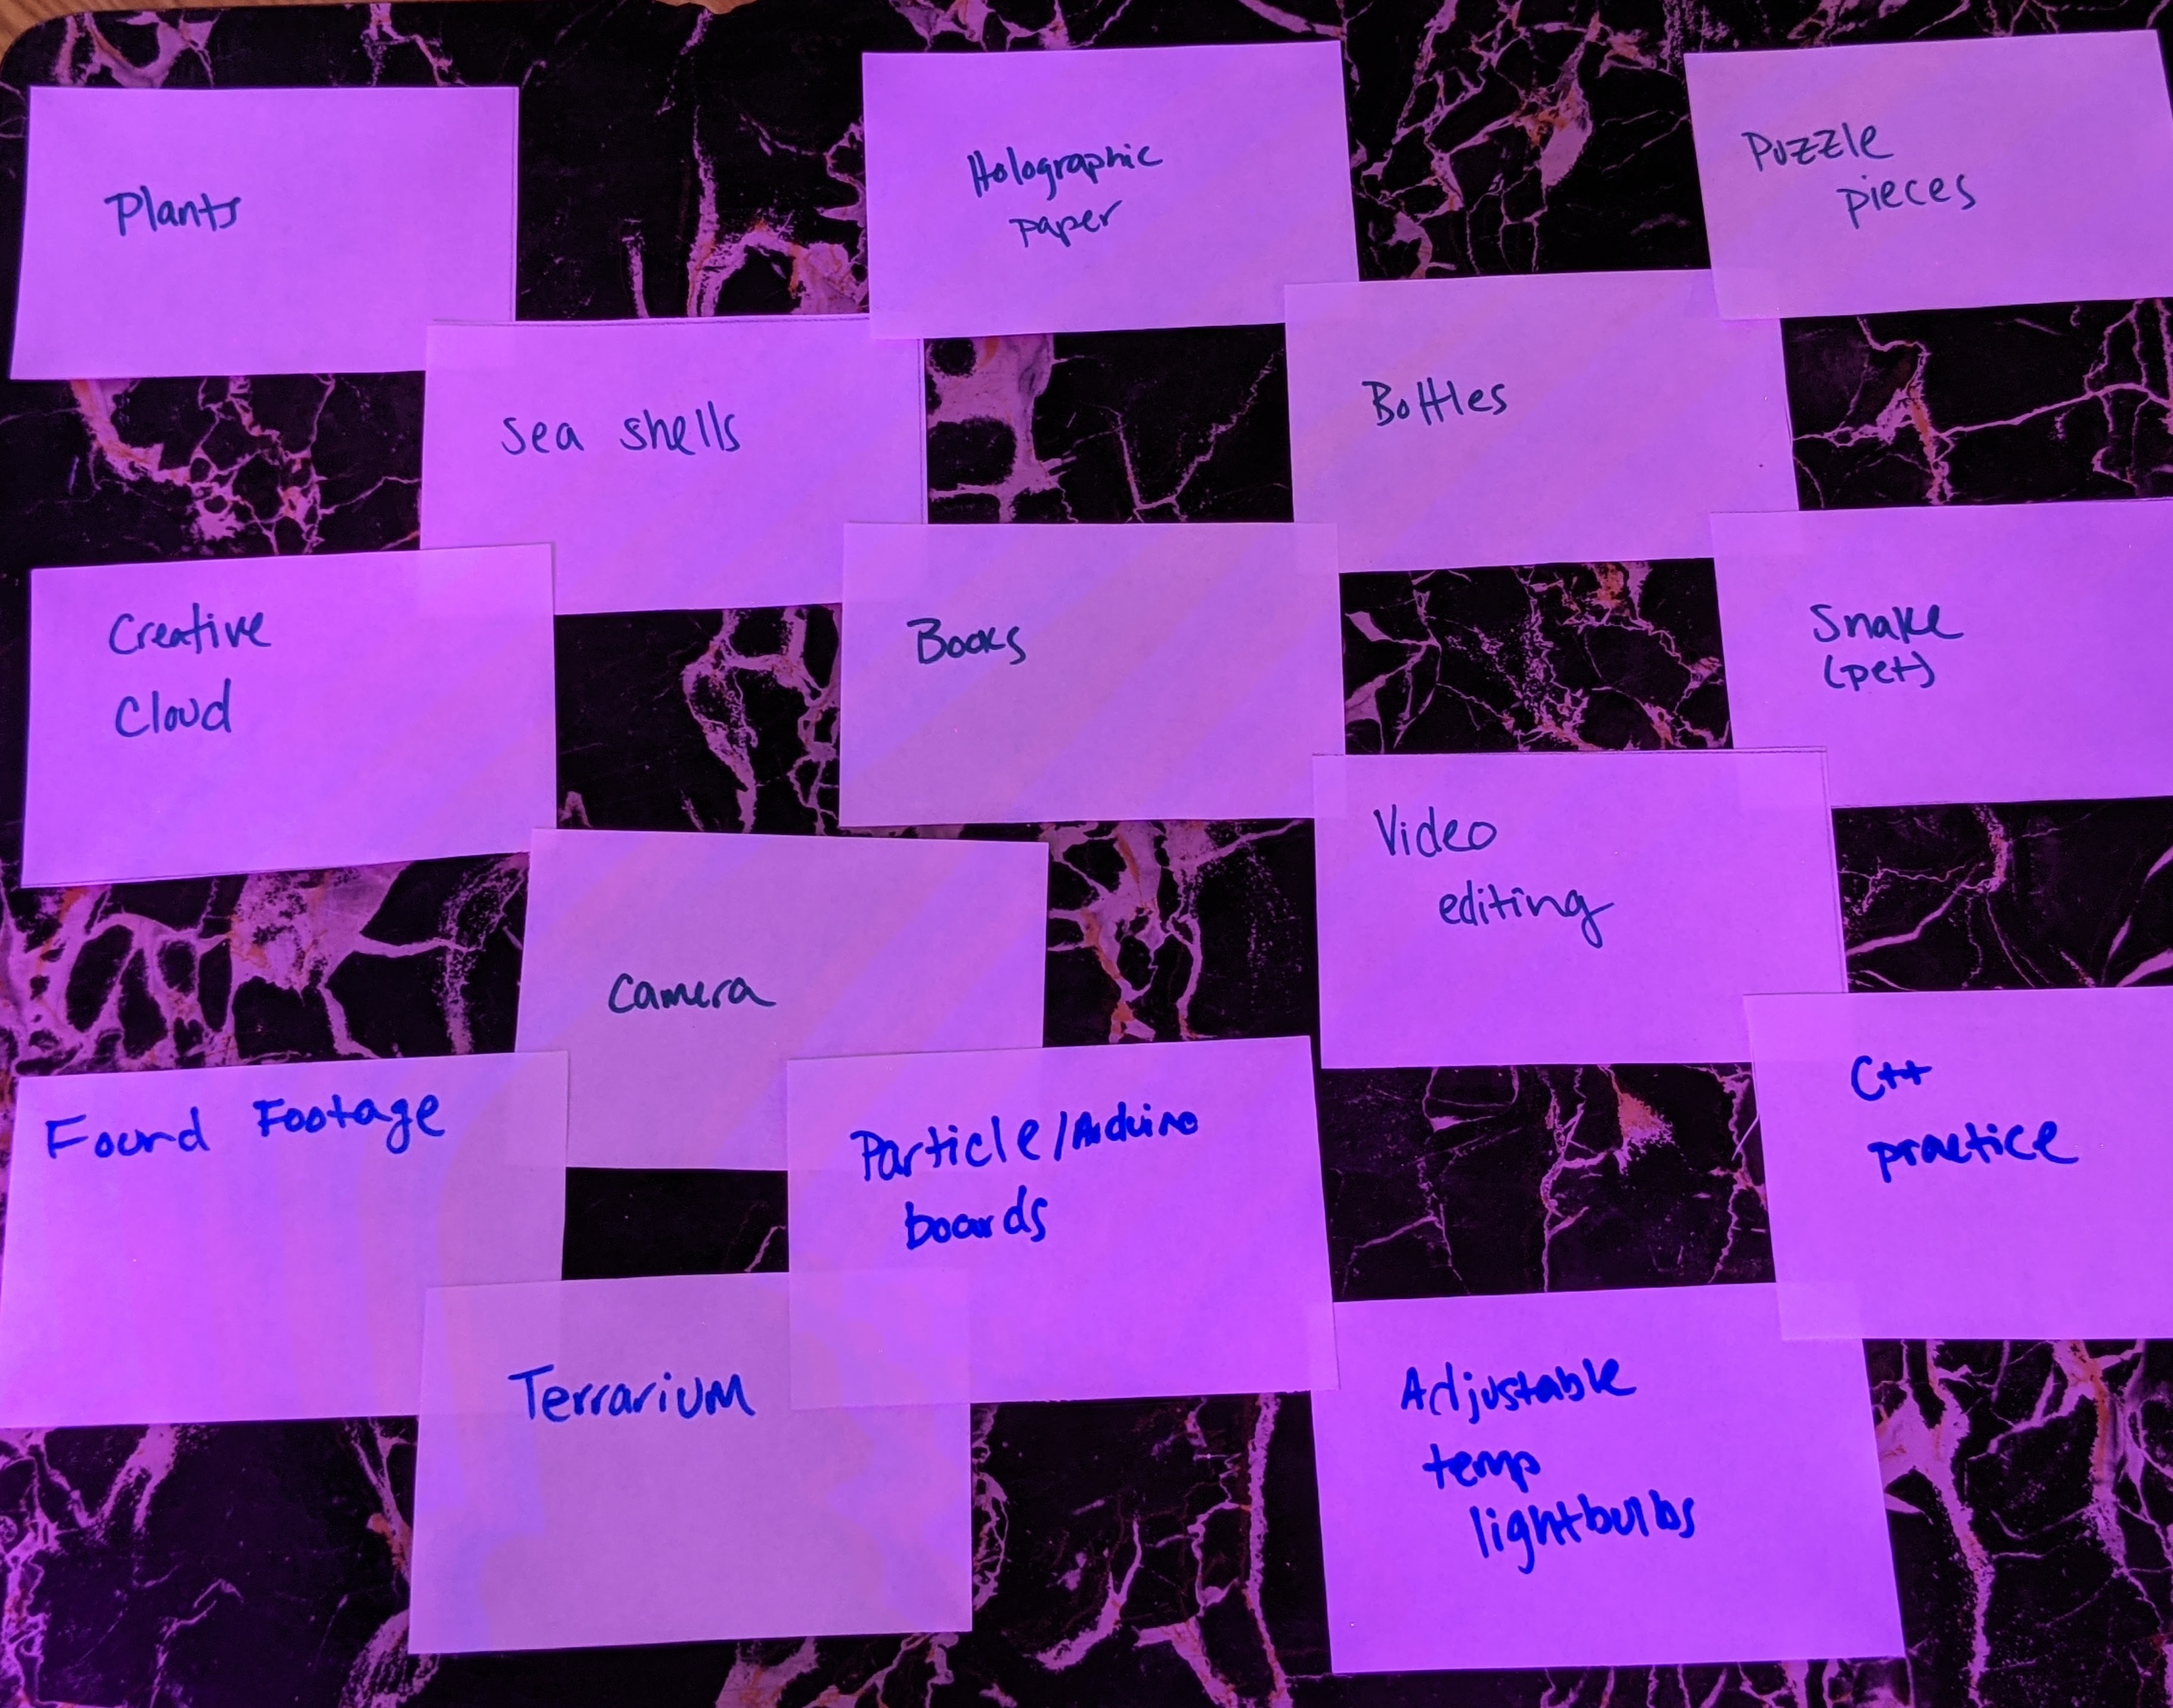 Plants
Holographic
paper
Puzzle
pieces
Sea shells
Bottles
Creative
Cloud
Books
Snake
(pet)
Camera
Video
editing
Found Footage
Particle/Arduino
boards
C++
practice
Terrarium
Adjustable
temp
lightbulbs